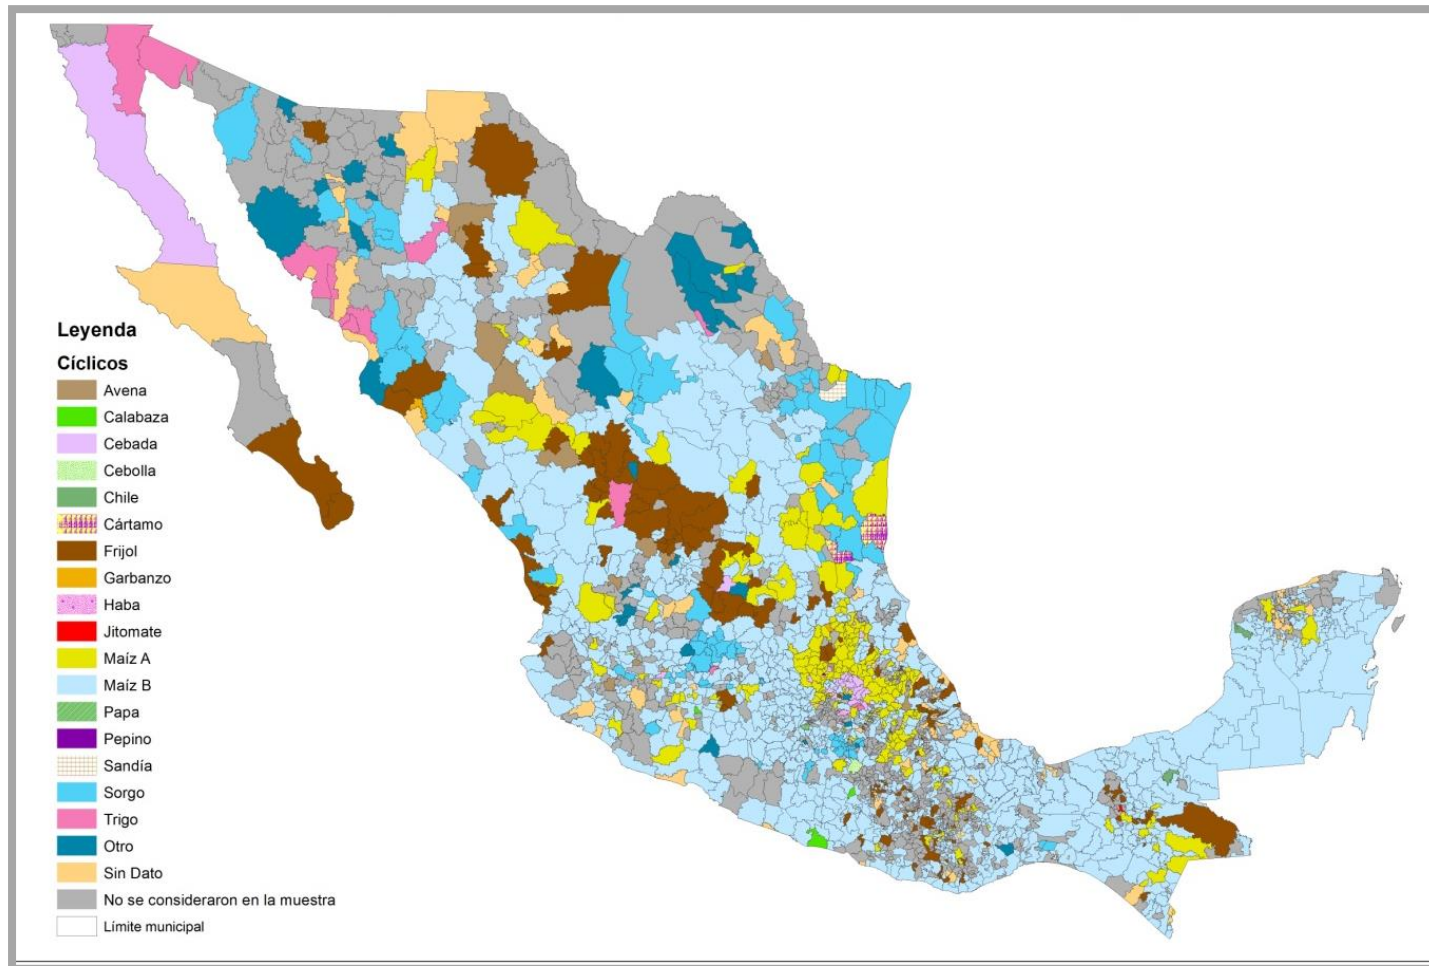 Leyenda
Cíclicos
Avena
Calabaza
Cebada
Cebolla
Chile
Cártamo
Frijol
Garbanzo
Haba
Jitomate
Maíz A
Maíz B
Papa
Pepino
Sandía
Sorgo
Trigo
Otro
Sin Dato
No se consideraron en la muestra
Límite municipal